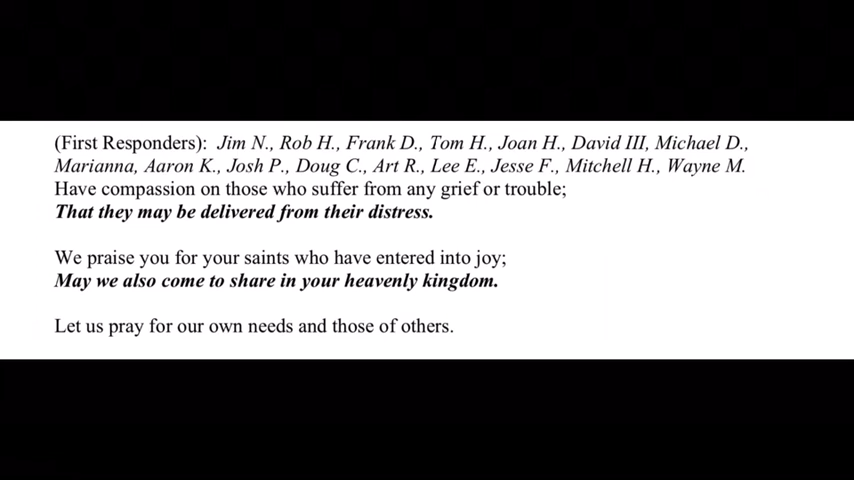 (First Responders): Jim N., Rob H., Frank D., Tom H., Joan H., David III, Michael D.,
Marianna, Aaron K., Josh P., Doug C., Art R., Lee E., Jesse F., Mitchell H., Wayne M.
Have compassion on those who suffer from any grief or trouble;
That they may be delivered from their distress.
We praise you for your saints who have entered into joy;
May we also come to share in your heavenly kingdom.
Let us pray for our own needs and those of others.